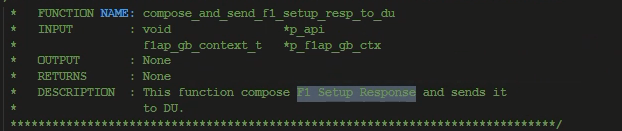 *   FUNCTION NAME: compose_and_send_f1_setup_resp_to_du
*   INPUT        : void                *p_api
*                  f1ap_gb_context_t   *p_f1ap_gb_ctx
*   OUTPUT       : None
*   RETURNS      : None
*   DESCRIPTION  : This function compose F1 Setup Response and sends it
*                  to DU.
******************************************************************************/